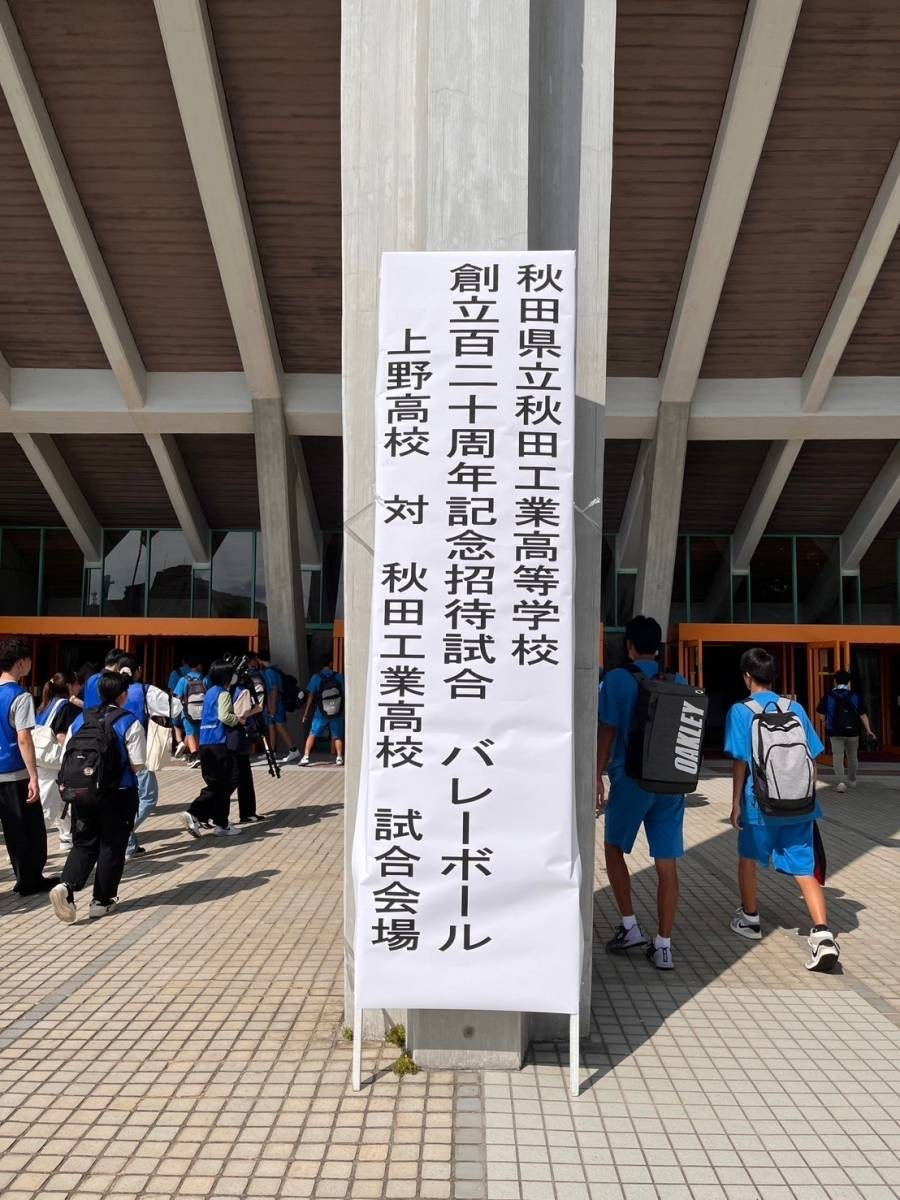 秋田県立秋田工業高等学校
創立百二十周年記念招待試合 バレーボール
上野高校 対 秋田工業高校 試合会場
OAKLEY